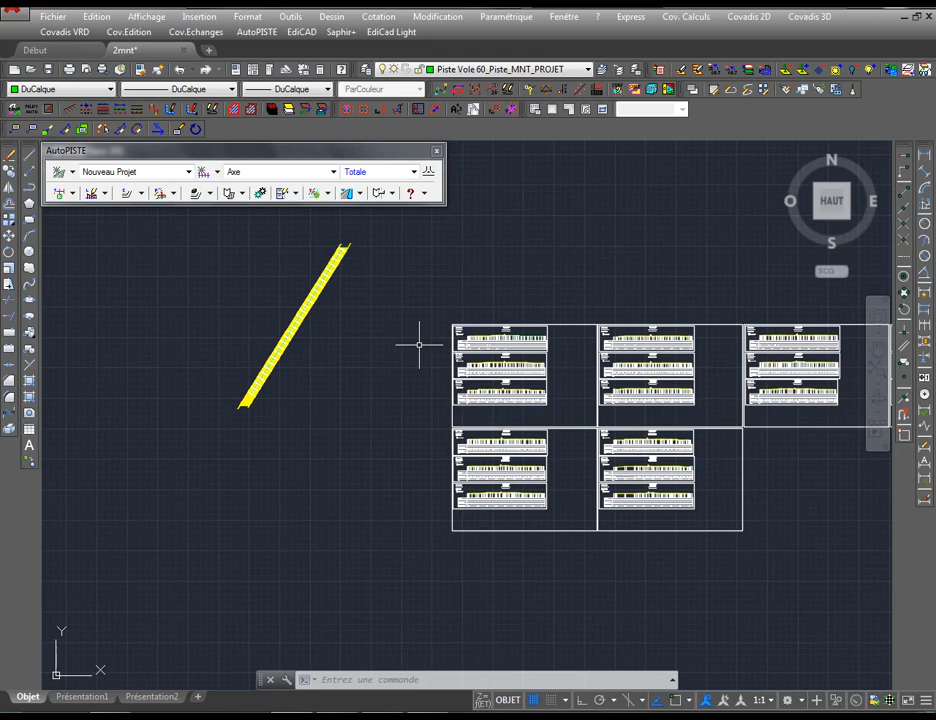 Fichier Edition Affichage Insertion Format Outils Dessin Cotation Modification Paramétrique Fenêtre ? Express Cov. Calculs Covadis 2D Covadis 3D
Covadis VRD Cov.Edition Cov.Echanges AutoPISTE EdiCAD Saphir+ EdiCad Light
Début 2mnt*
Piste Vole 60_Piste_MNT_PROJET
DuCalque DuCalque DuCalque ParCouleur
AutoPISTE
Nouveau Projet Axe Totale
N
O HAUT E
S
SCG
Y
X
Entrez une commande
Objet Présentation1 Présentation2 +
OBJET 1:1